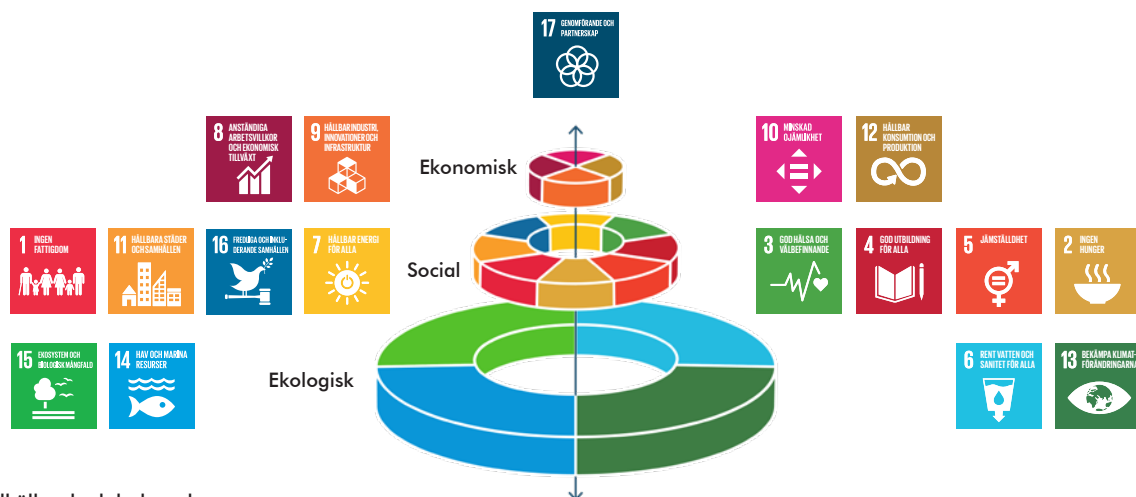 17 GENOMFÖRANDE OCH
PARTNERSKAP
8 ANSTÄNDIGA
ARBETSVILLKOR
OCH EKONOMISK
TILLVÄXT
9 HÅLLBAR INDUSTRI,
INNOVATIONER OCH
INFRASTRUKTUR
Ekonomisk
10 MINSKAD
OJÄMLIKHET
12 HÅLLBAR
KONSUMTION OCH
PRODUKTION
1 INGEN
FATTIGDOM
11 HÅLLBARA STÄDER
OCH SAMHÄLLEN
16 FREDLIGA OCH INKLU-
DERANDE SAMHÄLLEN
7 HÅLLBAR ENERGI
FÖR ALLA
Social
3 GOD HÄLSA OCH
VÄLBEFINNANDE
4 GOD UTBILDNING
FÖR ALLA
5 JÄMSTÄLLDHET
2 INGEN
HUNGER
15 EKOSYSTEM OCH
BIOLOGISK MÅNGFALD
14 HAV OCH MARINA
RESURSER
Ekologisk
6 RENT VATTEN OCH
SANITET FÖR ALLA
13 BEKÄMPA KLIMAT-
FÖRÄNDRINGARNA